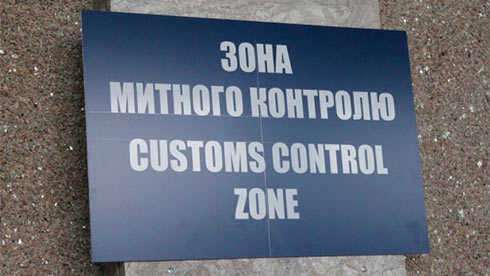 ЗОНА
МИТНОГО КОНТРОЛЮ
CUSTOMS CONTROL
ZONE